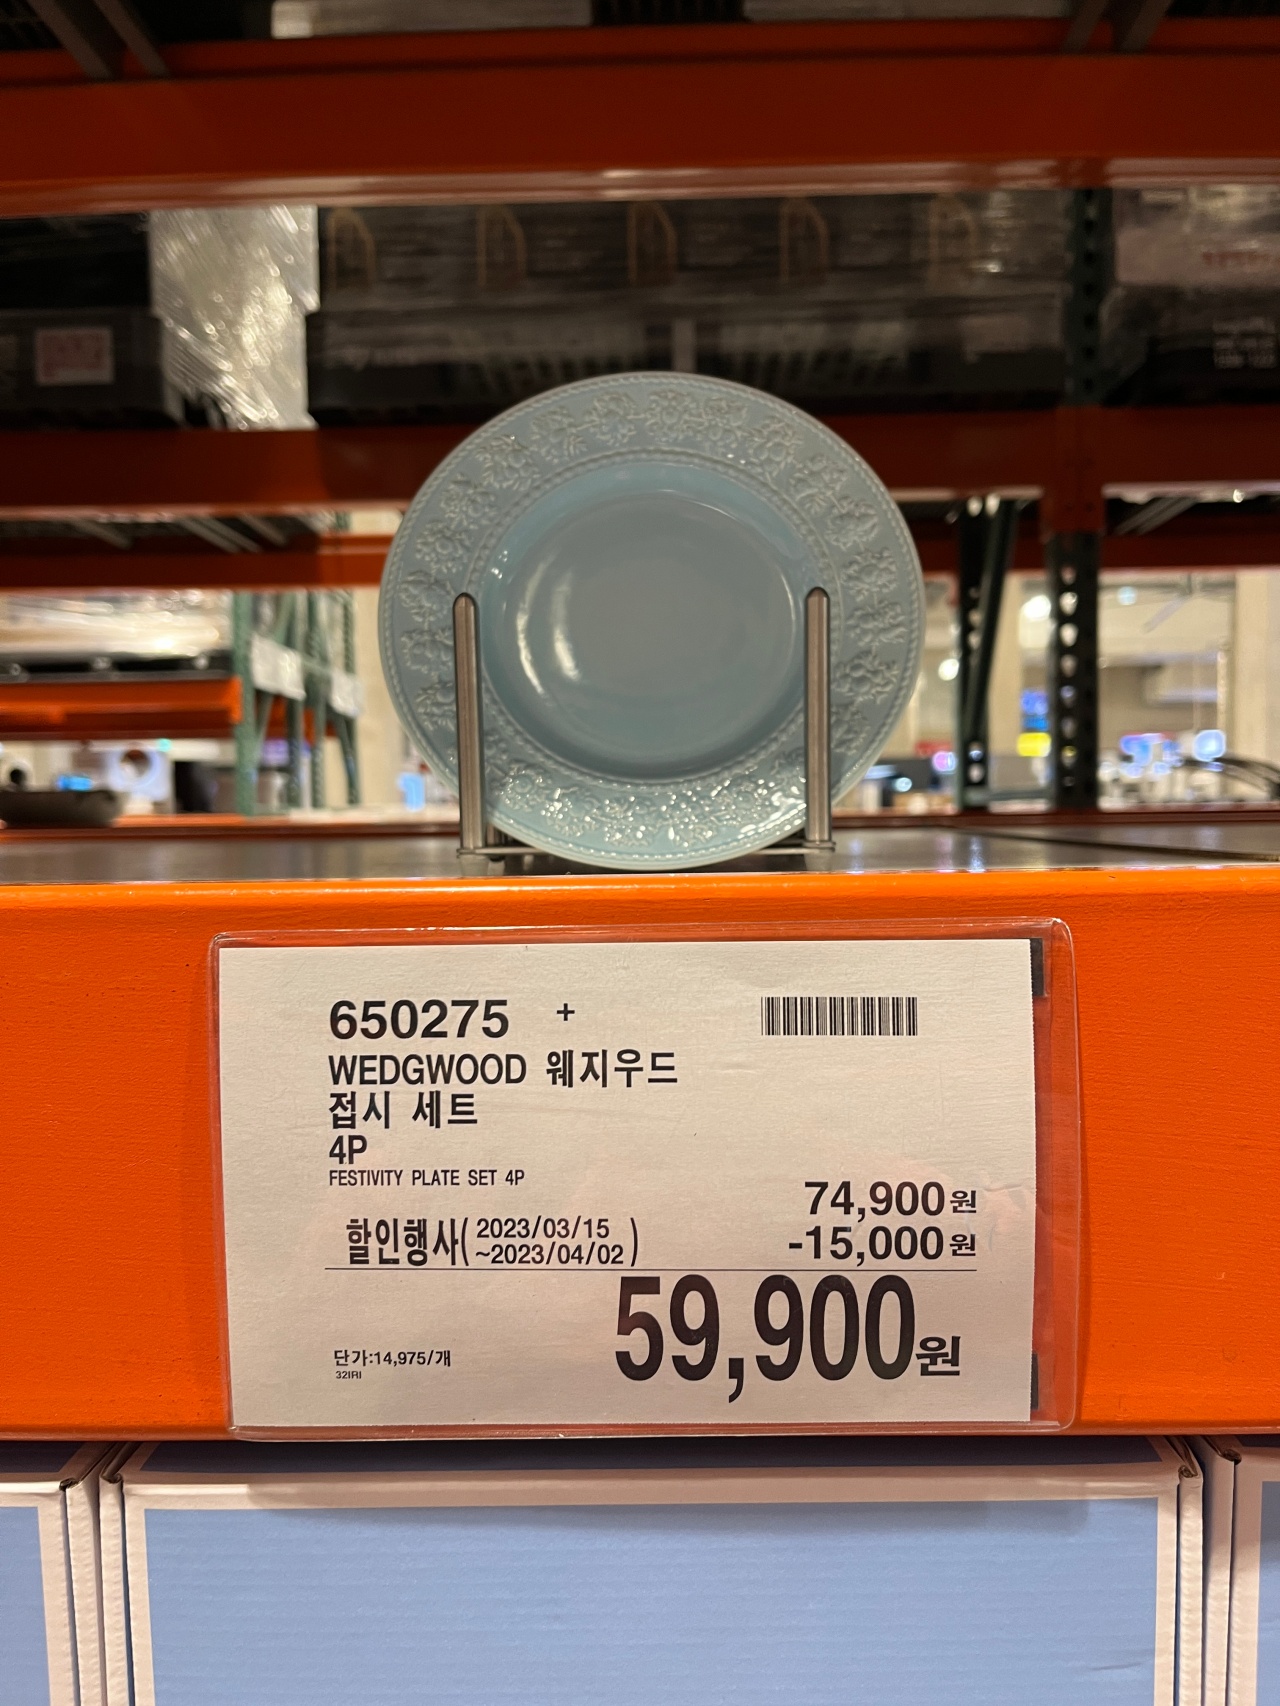 650275 +
WEDGWOOD 웨지우드
접시 세트
4P
FESTIVITY PLATE SET 4P
74,900원
할인행사( 2023/03/15 ~2023/04/02 )
-15,000원
59,900원
단가:14,975/개
32IRI